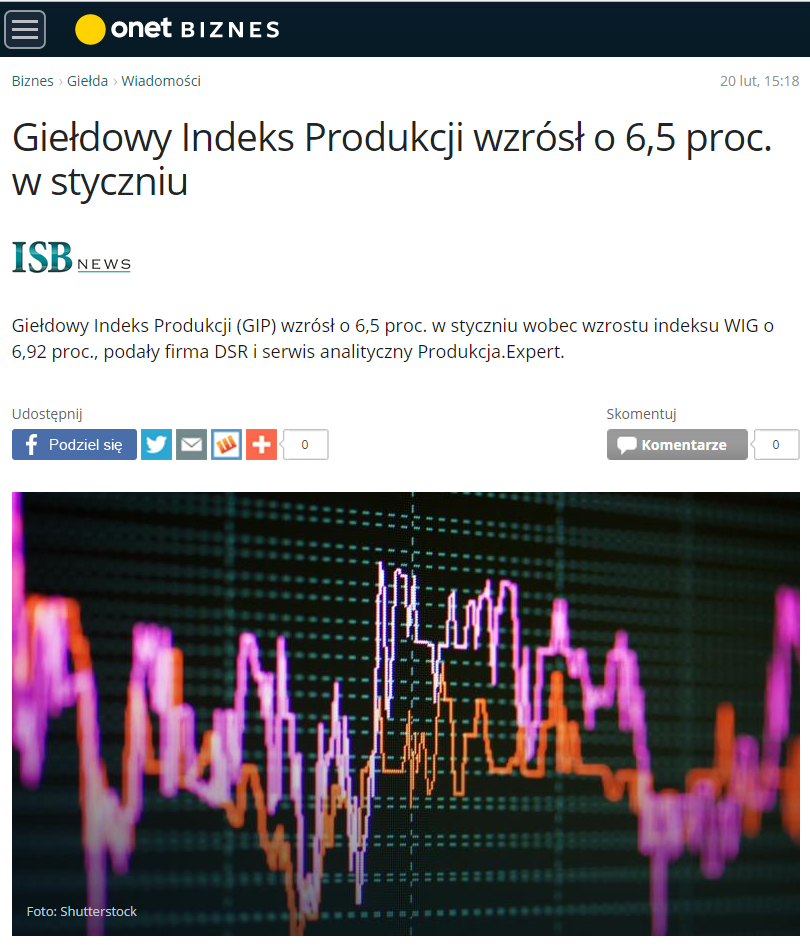 onet BIZNES
Biznes › Giełda › Wiadomości
20 lut, 15:18
Giełdowy Indeks Produkcji wzrósł o 6,5 proc.
w styczniu
ISB NEWS
Giełdowy Indeks Produkcji (GIP) wzrósł o 6,5 proc. w styczniu wobec wzrostu indeksu WIG o
6,92 proc., podały firma DSR i serwis analityczny Produkcja.Expert.
Udostępnij
Skomentuj
Podziel się
0
Komentarze
0
Foto: Shutterstock